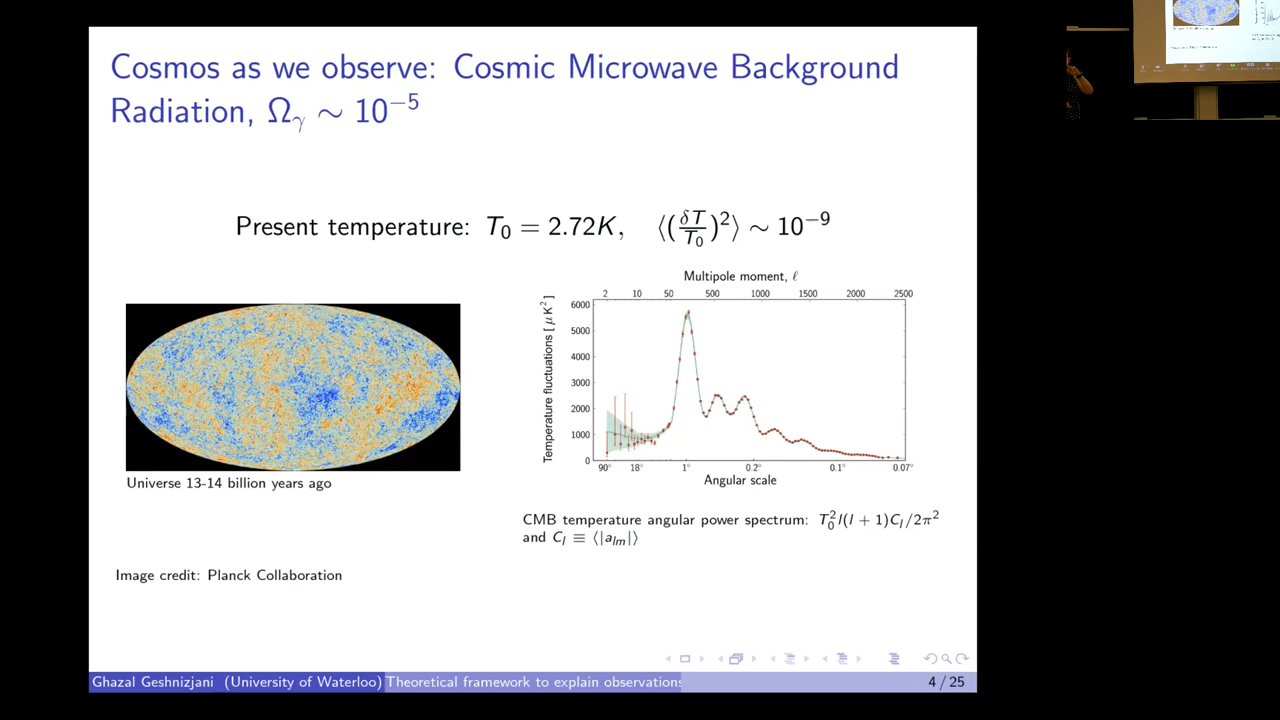 Cosmos as we observe: Cosmic Microwave Background
Radiation, Ω_γ ∼ 10⁻⁵
Present temperature: T₀ = 2.72K, ⟨(δT/T₀)²⟩ ∼ 10⁻⁹
Multipole moment, ℓ
2 10 50 500 1000 1500 2000 2500
Temperature fluctuations [ μ K² ]
6000
5000
4000
3000
2000
1000
0
90° 18° 1° 0.2° 0.1° 0.07°
Angular scale
Universe 13-14 billion years ago
CMB temperature angular power spectrum: T₀² l(l + 1)C_l/2π²
and C_l ≡ ⟨|a_lm|⟩
Image credit: Planck Collaboration
Ghazal Geshnizjani (University of Waterloo) Theoretical framework to explain observations 4 / 25